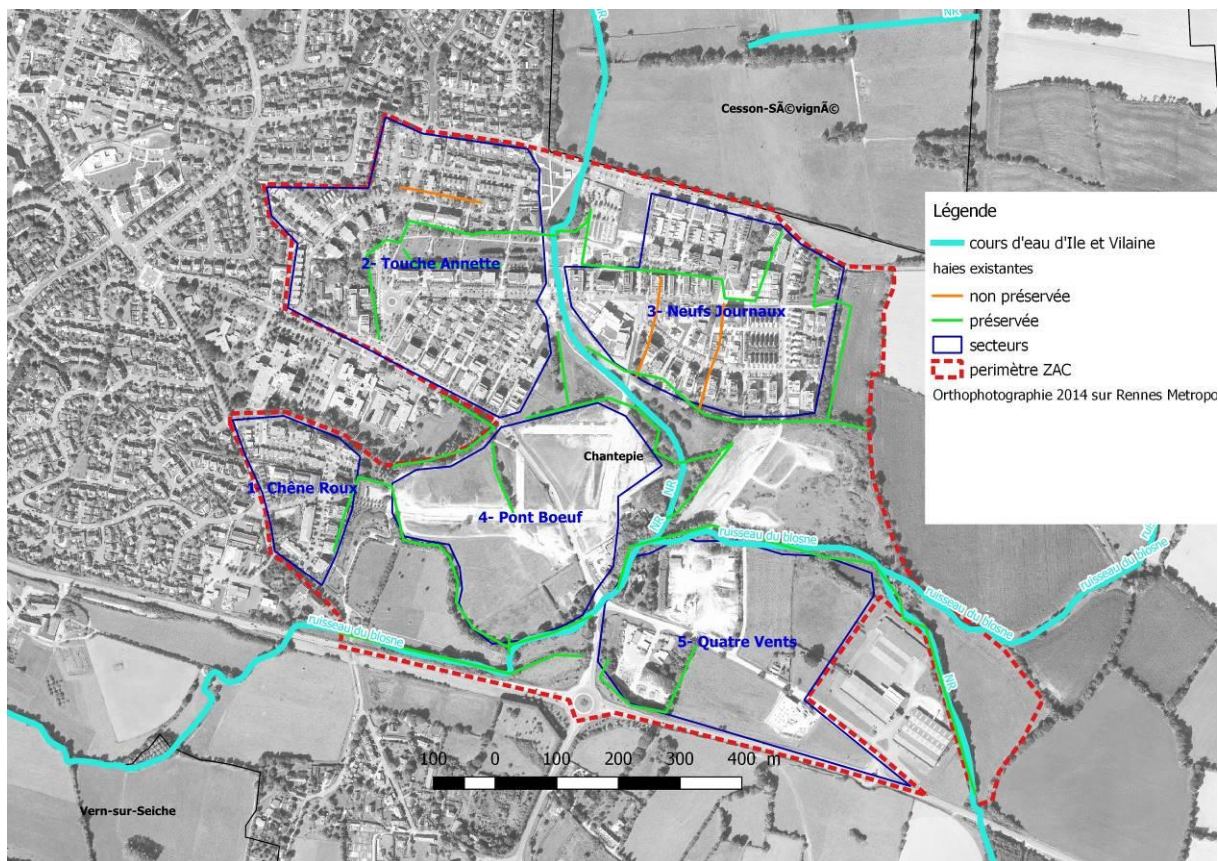 NR
NR
Cesson-SÃ©vignÃ©
Légende
cours d'eau d'Ile et Vilaine
haies existantes
non préservée
préservée
secteurs
perimètre ZAC
Orthophotographie 2014 sur Rennes Metropo
2- Touche Annette
3- Neufs Journaux
Chantepie
1- Chêne Roux
4- Pont Boeuf
NR
NR
ruisseau du blosne
ruisseau du blosne
ruisseau du blosne
ruisseau du blosne
5- Quatre Vents
NR
100 0 100 200 300 400 m
Vern-sur-Seiche